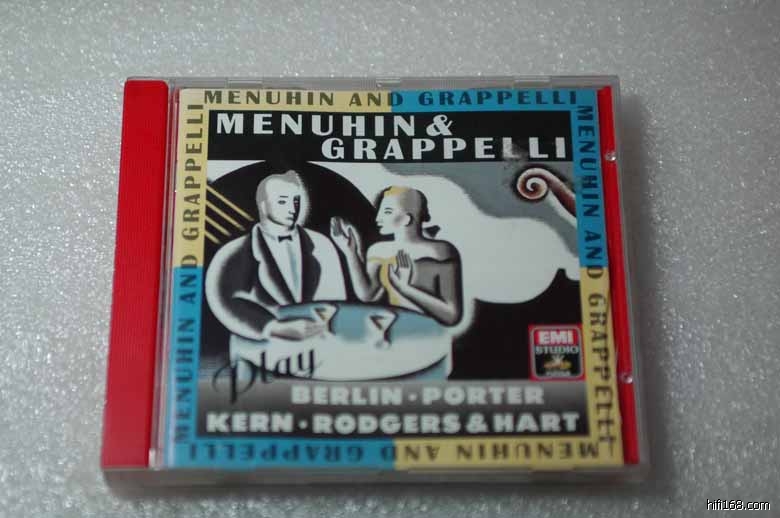 MENUHIN AND GRAPPELLI
MENUHIN AND GRAPPELLI
MENUHIN AND GRAPPELLI
MENUHIN &
GRAPPELLI
EMI
STUDIO
Play
BERLIN · PORTER
KERN · RODGERS & HART
MENUHIN AND GRAPPELLI
hifi168.com